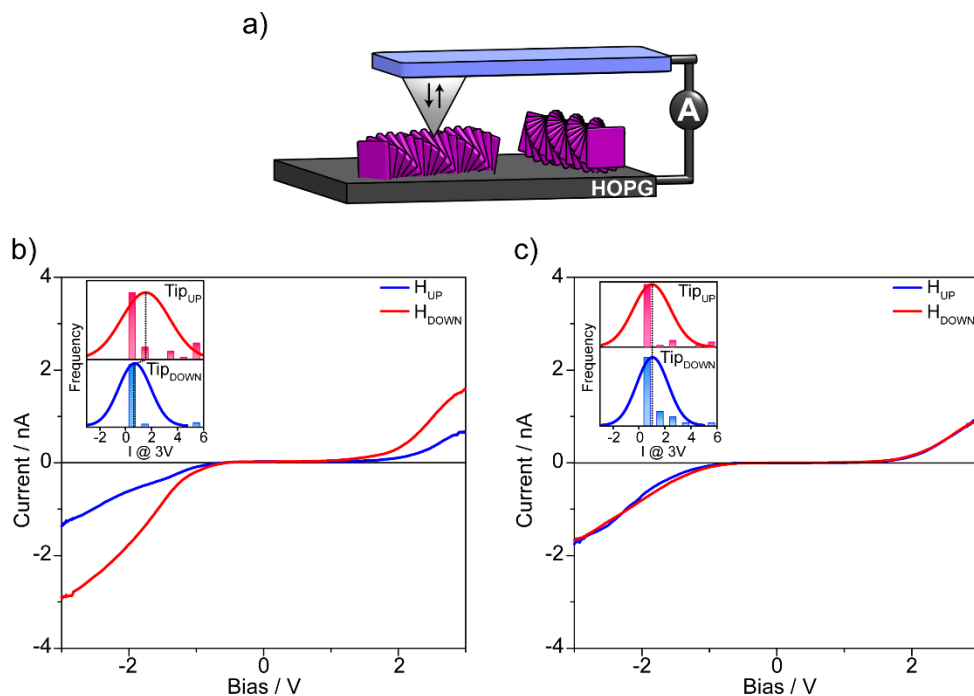 a)
A
HOPG
b)
4
2
0
-2
-4
Current / nA
-2
0
2
Bias / V
H_UP
H_DOWN
Tip_UP
Tip_DOWN
Frequency
-2 0 2 4 6
I @ 3V
c)
4
2
0
-2
-4
Current / nA
-2
0
2
Bias / V
H_UP
H_DOWN
Tip_UP
Tip_DOWN
Frequency
-2 0 2 4 6
I @ 3V